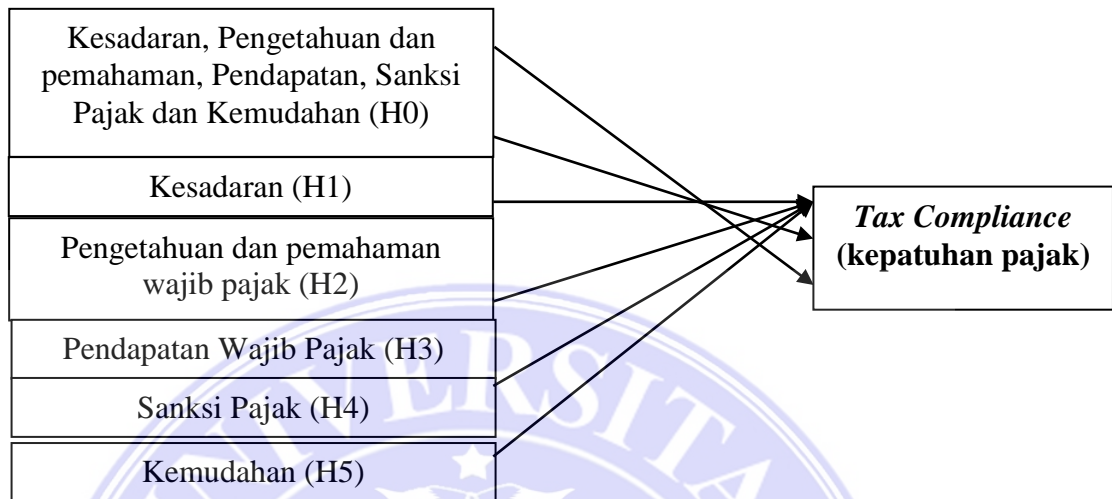 Kesadaran, Pengetahuan dan
pemahaman, Pendapatan, Sanksi
Pajak dan Kemudahan (H0)
Kesadaran (H1)
Pengetahuan dan pemahaman
wajib pajak (H2)
Pendapatan Wajib Pajak (H3)
Sanksi Pajak (H4)
Kemudahan (H5)
Tax Compliance
(kepatuhan pajak)
IVERSITA